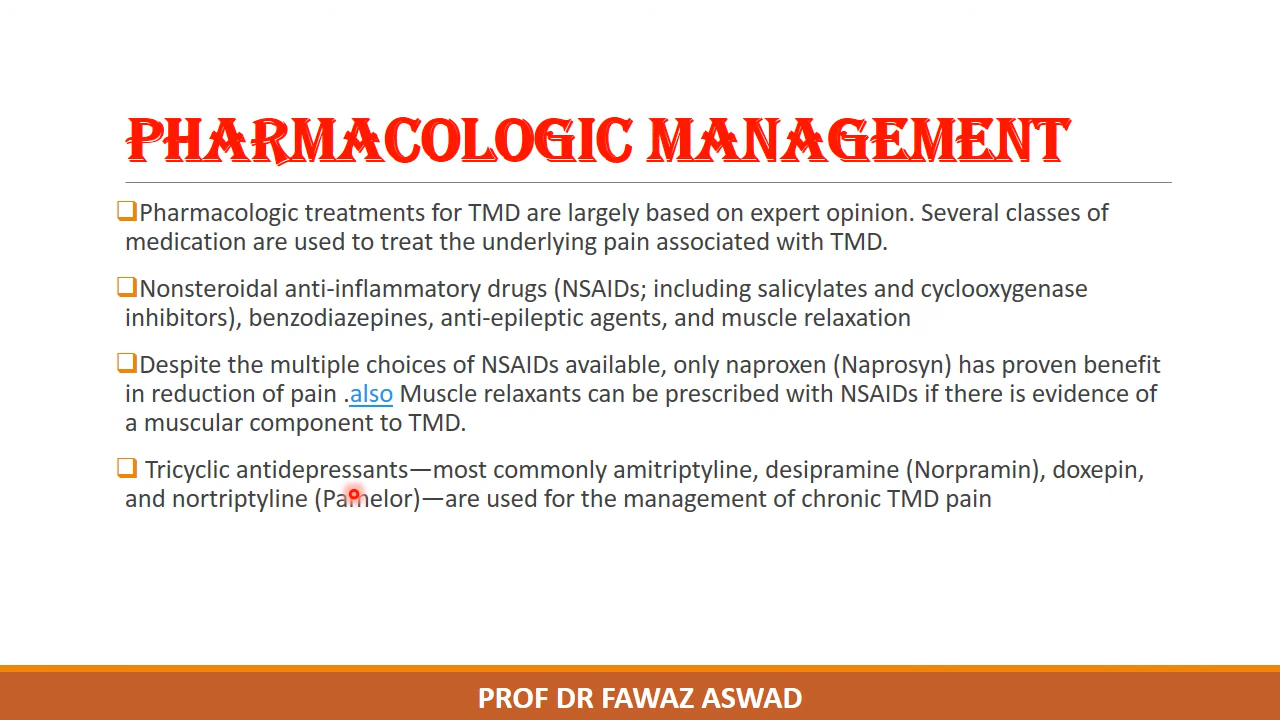 PHARMACOLOGIC MANAGEMENT
Pharmacologic treatments for TMD are largely based on expert opinion. Several classes of
medication are used to treat the underlying pain associated with TMD.
Nonsteroidal anti-inflammatory drugs (NSAIDs; including salicylates and cyclooxygenase
inhibitors), benzodiazepines, anti-epileptic agents, and muscle relaxation
Despite the multiple choices of NSAIDs available, only naproxen (Naprosyn) has proven benefit
in reduction of pain .also Muscle relaxants can be prescribed with NSAIDs if there is evidence of
a muscular component to TMD.
Tricyclic antidepressants—most commonly amitriptyline, desipramine (Norpramin), doxepin,
and nortriptyline (Pamelor)—are used for the management of chronic TMD pain
PROF DR FAWAZ ASWAD